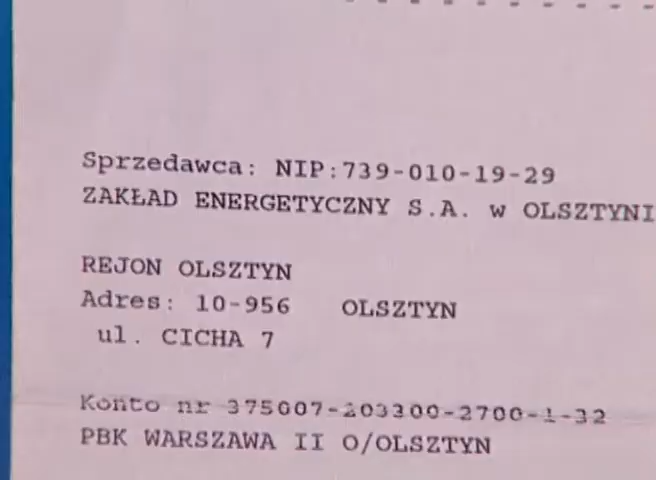 Sprzedawca: NIP:739-010-19-29
ZAKŁAD ENERGETYCZNY S.A. w OLSZTYNI
REJON OLSZTYN
Adres: 10-956 OLSZTYN
ul. CICHA 7
Konto nr 375007-203300-2700-1-32
PBK WARSZAWA II O/OLSZTYN